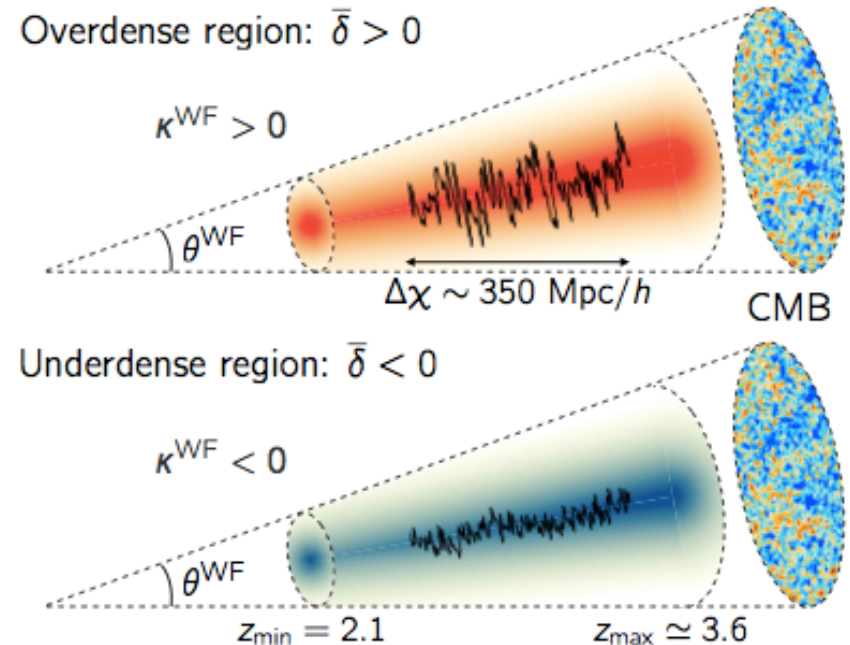 Overdense region: δ̄ > 0
κ^WF > 0
θ^WF
Δχ ∼ 350 Mpc/h
CMB
Underdense region: δ̄ < 0
κ^WF < 0
θ^WF
z_min = 2.1
z_max ≃ 3.6